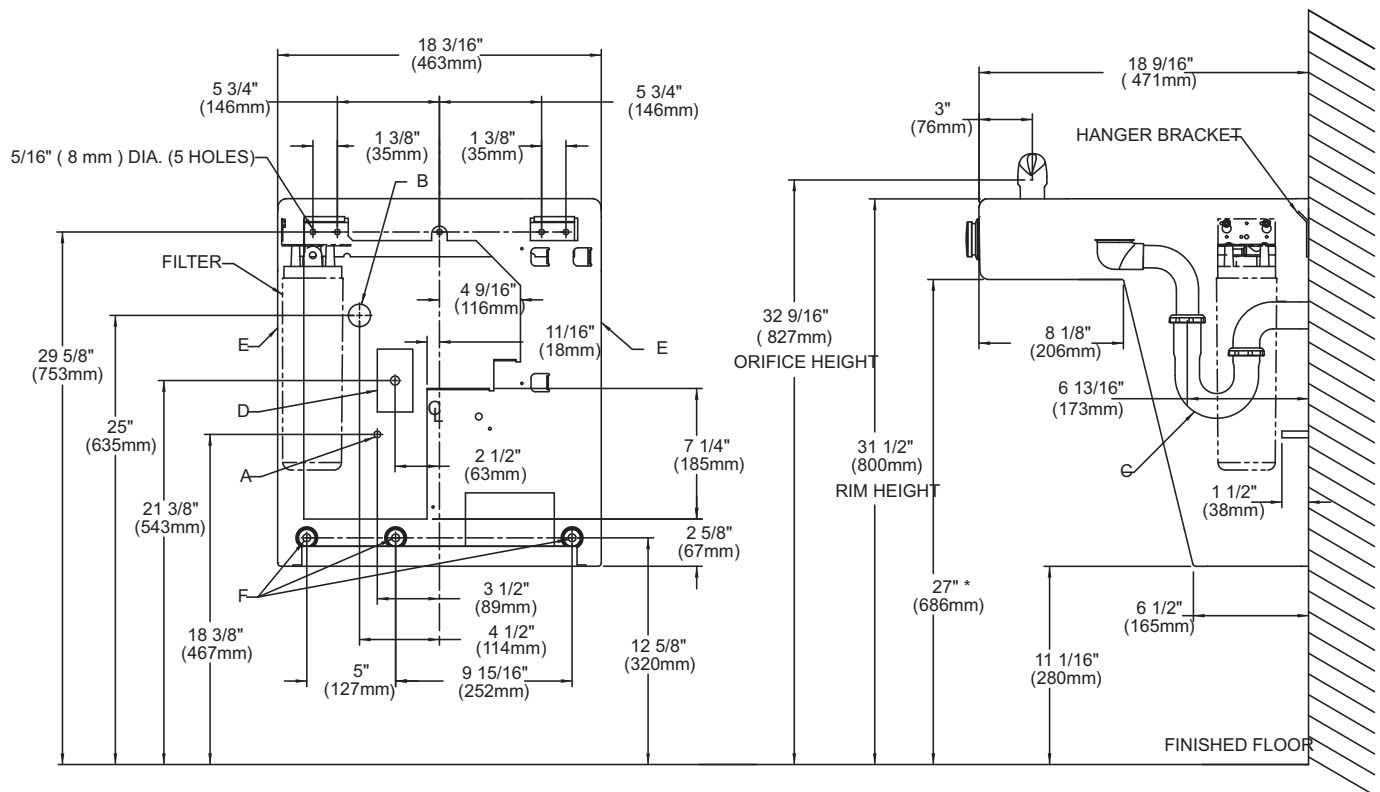 18 3/16"
(463mm)
5 3/4"
(146mm)
5 3/4"
(146mm)
1 3/8"
(35mm)
1 3/8"
(35mm)
5/16" ( 8 mm ) DIA. (5 HOLES)
B
FILTER
4 9/16"
(116mm)
11/16"
(18mm)
E
E
29 5/8"
(753mm)
D
CL
25"
(635mm)
2 1/2"
(63mm)
7 1/4"
(185mm)
A
21 3/8"
(543mm)
2 5/8"
(67mm)
F
3 1/2"
(89mm)
18 3/8"
(467mm)
4 1/2"
(114mm)
12 5/8"
(320mm)
5"
(127mm)
9 15/16"
(252mm)
18 9/16"
( 471mm)
3"
(76mm)
HANGER BRACKET
32 9/16"
( 827mm)
ORIFICE HEIGHT
8 1/8"
(206mm)
6 13/16"
(173mm)
31 1/2"
(800mm)
RIM HEIGHT
C
1 1/2"
(38mm)
27" *
(686mm)
6 1/2"
(165mm)
11 1/16"
(280mm)
FINISHED FLOOR